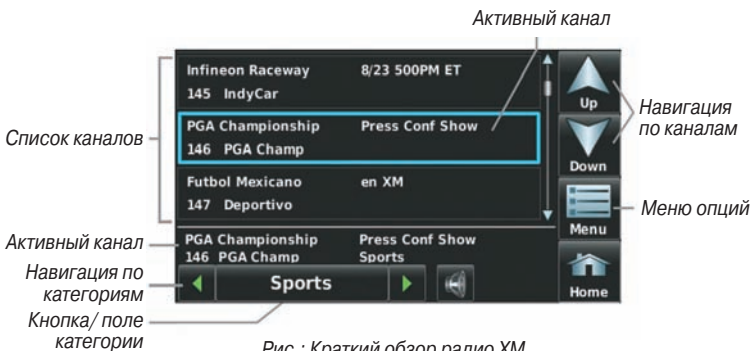 Активный канал
Infineon Raceway 8/23 500PM ET
145 IndyCar
Up
Навигация
по каналам
Список каналов
PGA Championship Press Conf Show
146 PGA Champ
Down
Futbol Mexicano en XM
147 Deportivo
Menu
Меню опций
Активный канал
PGA Championship Press Conf Show
146 PGA Champ Sports
Навигация по
категориям
Sports
Home
Кнопка/ поле
категории
Рис.: Краткий обзор радио XM